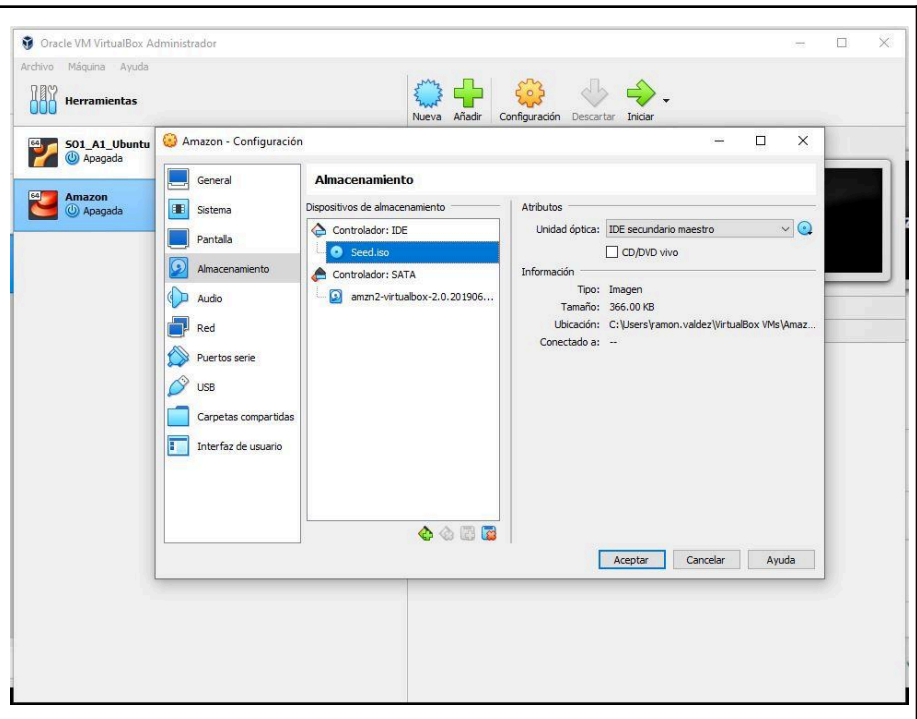 Oracle VM VirtualBox Administrador
Archivo Máquina Ayuda
Herramientas
Nueva Añadir Configuración Descartar Iniciar
64 SO1_A1_Ubuntu
Apagada
64 Amazon
Apagada
Amazon - Configuración
General
Sistema
Pantalla
Almacenamiento
Audio
Red
Puertos serie
USB
Carpetas compartidas
Interfaz de usuario
Almacenamiento
Dispositivos de almacenamiento
Controlador: IDE
Seed.iso
Controlador: SATA
amzn2-virtualbox-2.0.201906...
Atributos
Unidad óptica: IDE secundario maestro
CD/DVD vivo
Información
Tipo: Imagen
Tamaño: 366.00 KB
Ubicación: C:\Users\ramon.valdez\VirtualBox VMs\Amaz...
Conectado a: --
Aceptar Cancelar Ayuda